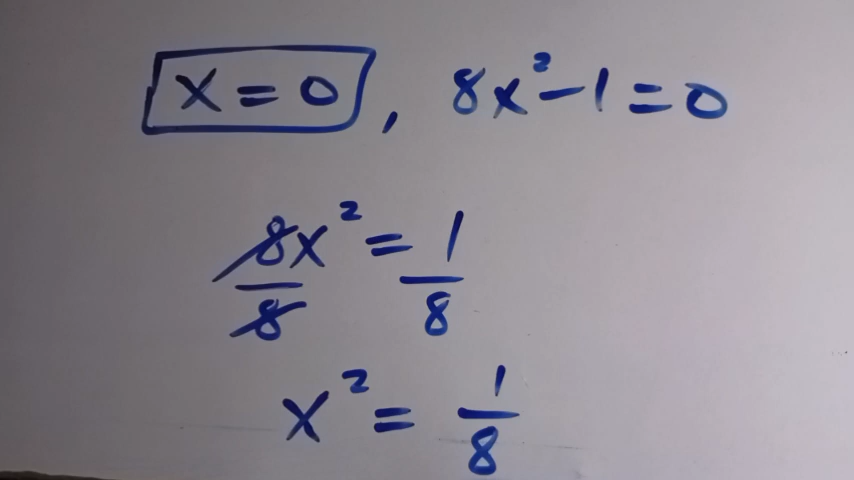 x = 0 , 8x² - 1 = 0
8x²/8 = 1/8
x² = 1/8